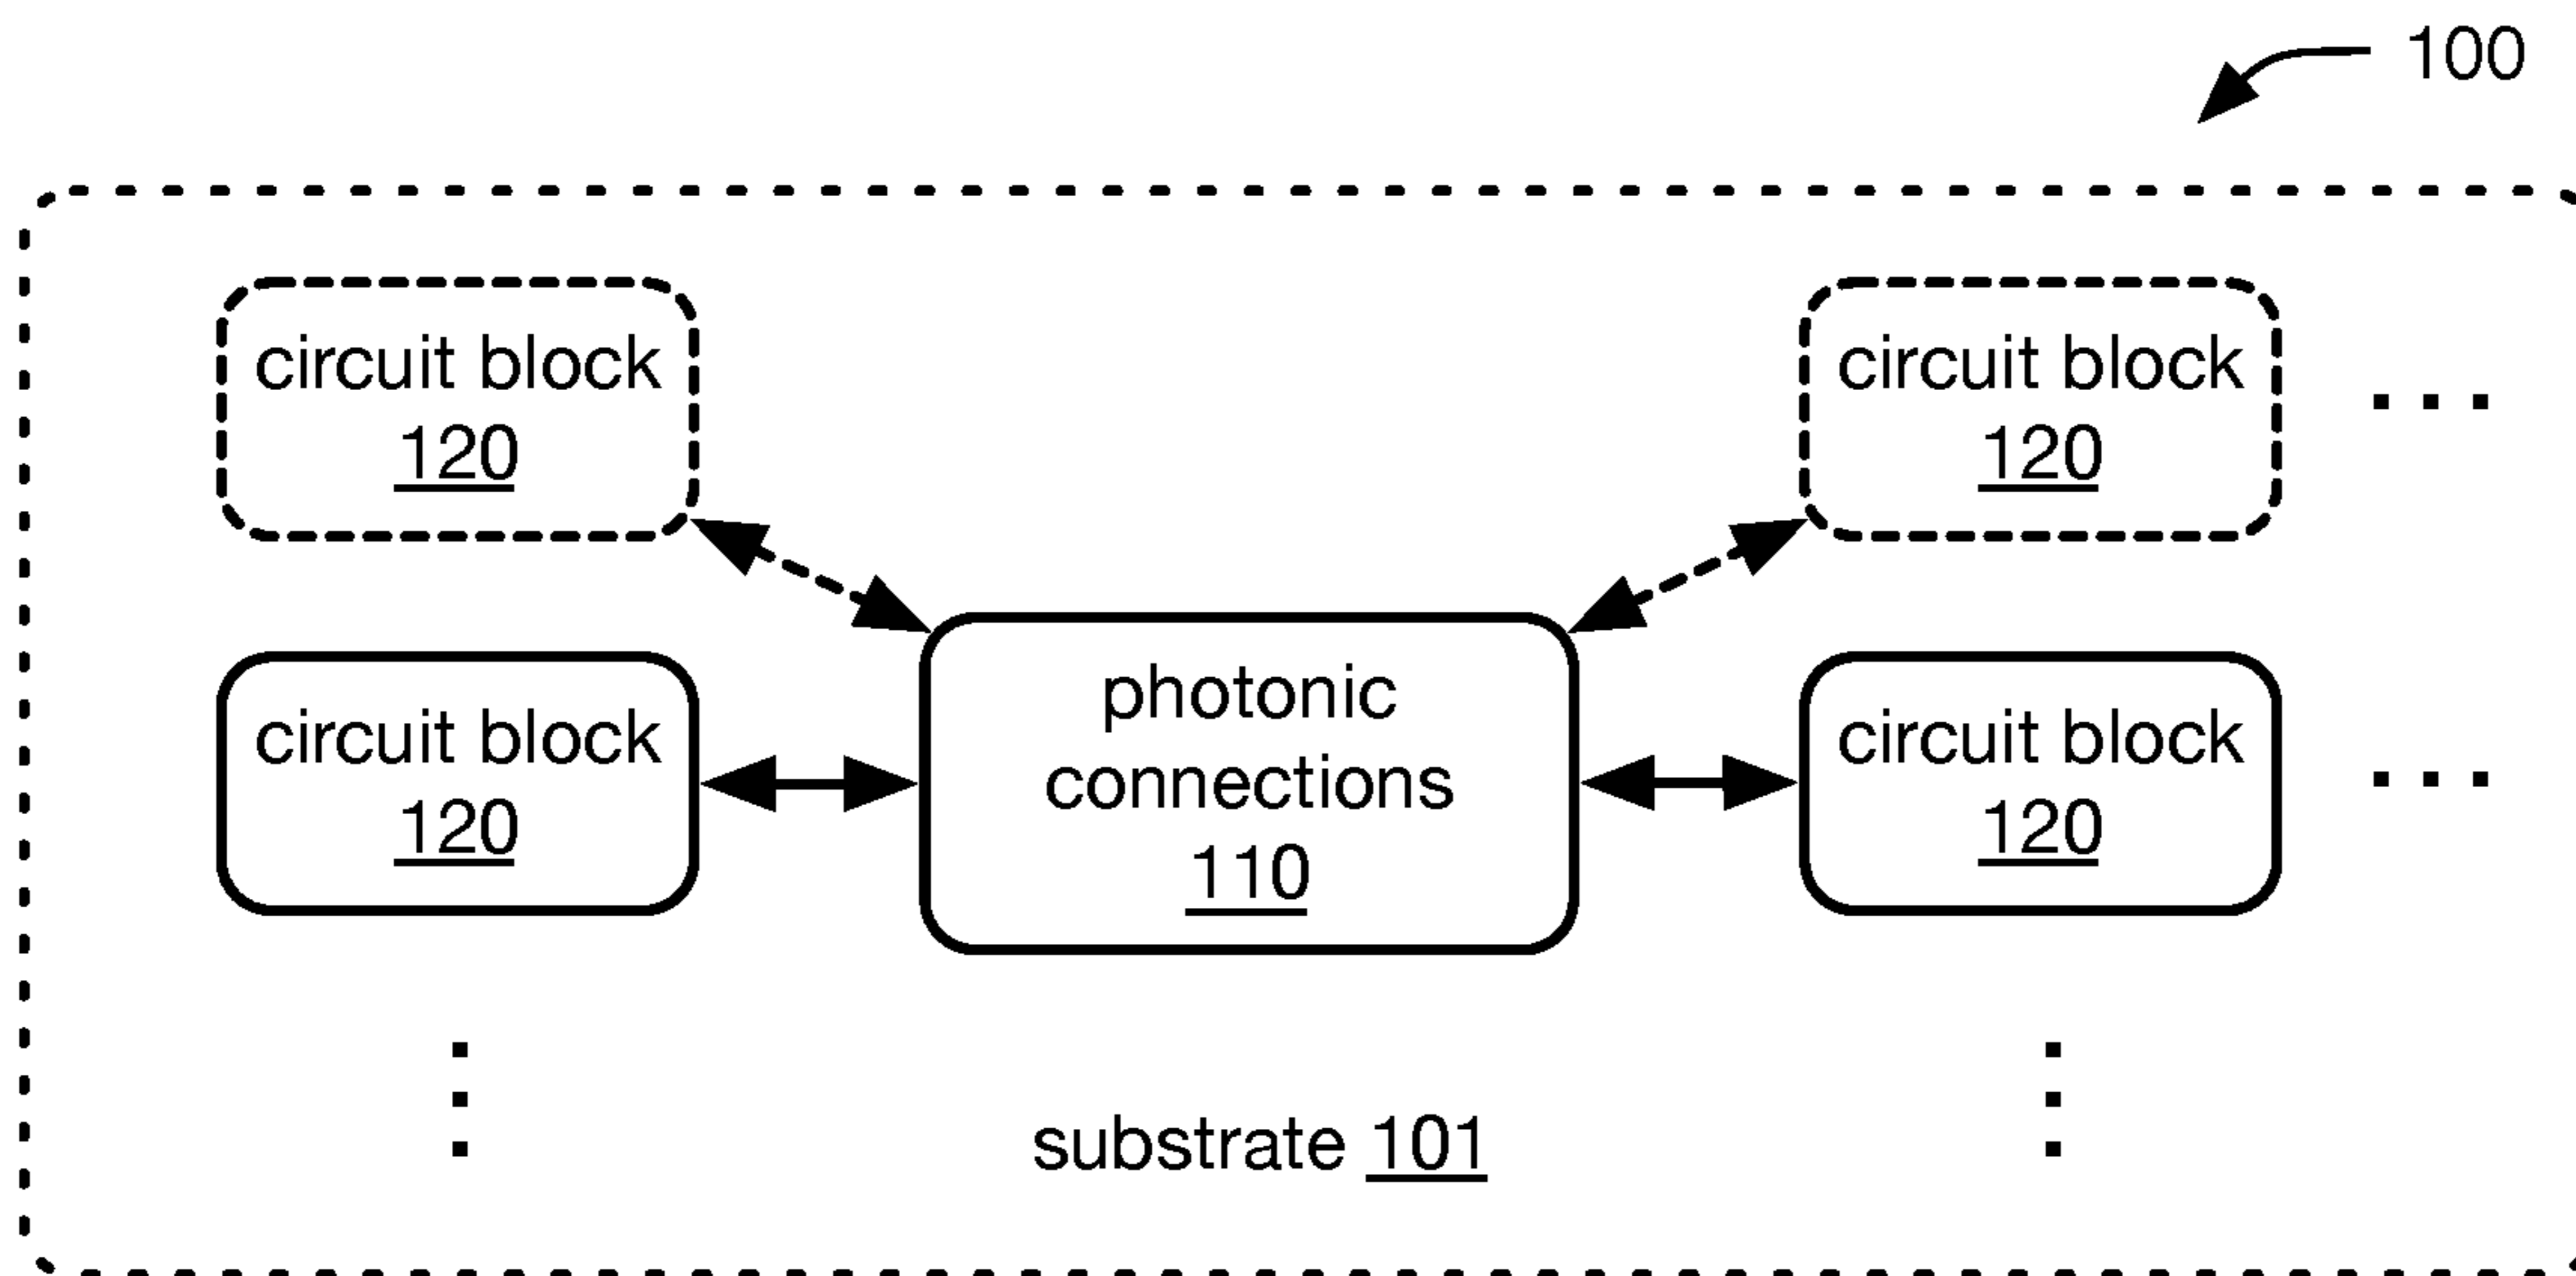 100
circuit block
120
circuit block
120
circuit block
120
photonic
connections
110
circuit block
120
substrate 101